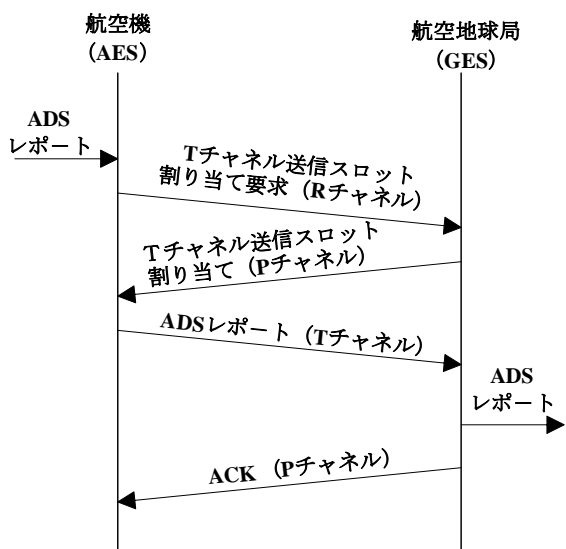 航空機
（AES）
航空地球局
（GES）
ADS
レポート
Tチャネル送信スロット
割り当て要求（Rチャネル）
Ｔチャネル送信スロット
割り当て（Pチャネル）
ADSレポート（Tチャネル）
ADS
レポート
ACK（Pチャネル）